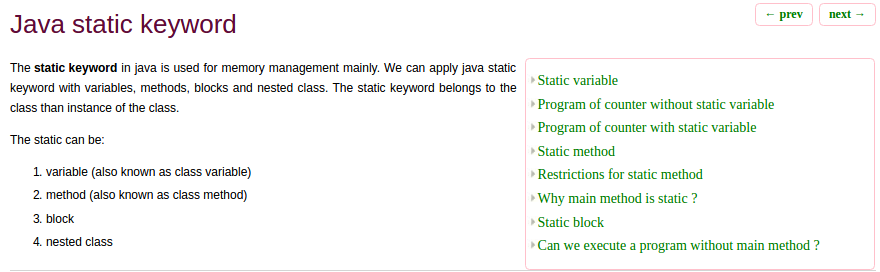 ← prev
next →
Java static keyword
The static keyword in java is used for memory management mainly. We can apply java static
keyword with variables, methods, blocks and nested class. The static keyword belongs to the
class than instance of the class.
The static can be:
1. variable (also known as class variable)
2. method (also known as class method)
3. block
4. nested class
Static variable
Program of counter without static variable
Program of counter with static variable
Static method
Restrictions for static method
Why main method is static ?
Static block
Can we execute a program without main method ?